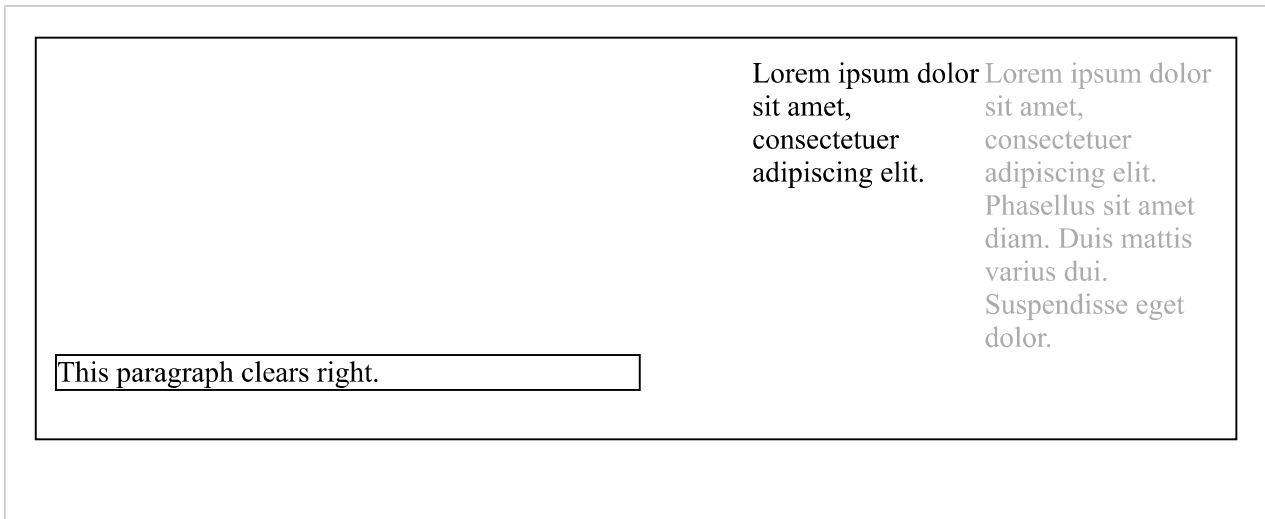 Lorem ipsum dolor
sit amet,
consectetuer
adipiscing elit.
Lorem ipsum dolor
sit amet,
consectetuer
adipiscing elit.
Phasellus sit amet
diam. Duis mattis
varius dui.
Suspendisse eget
dolor.
This paragraph clears right.